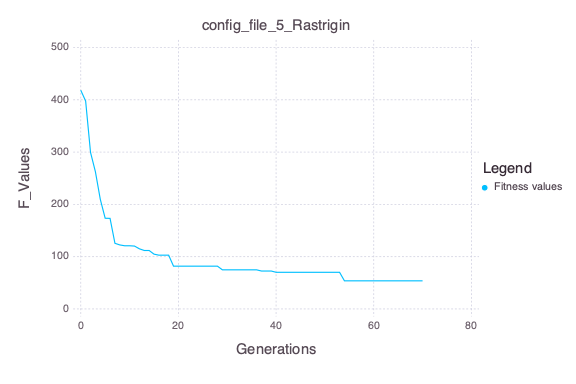 config_file_5_Rastrigin
500
400
300
200
100
0
F_Values
0
20
40
60
80
Generations
Legend
Fitness values